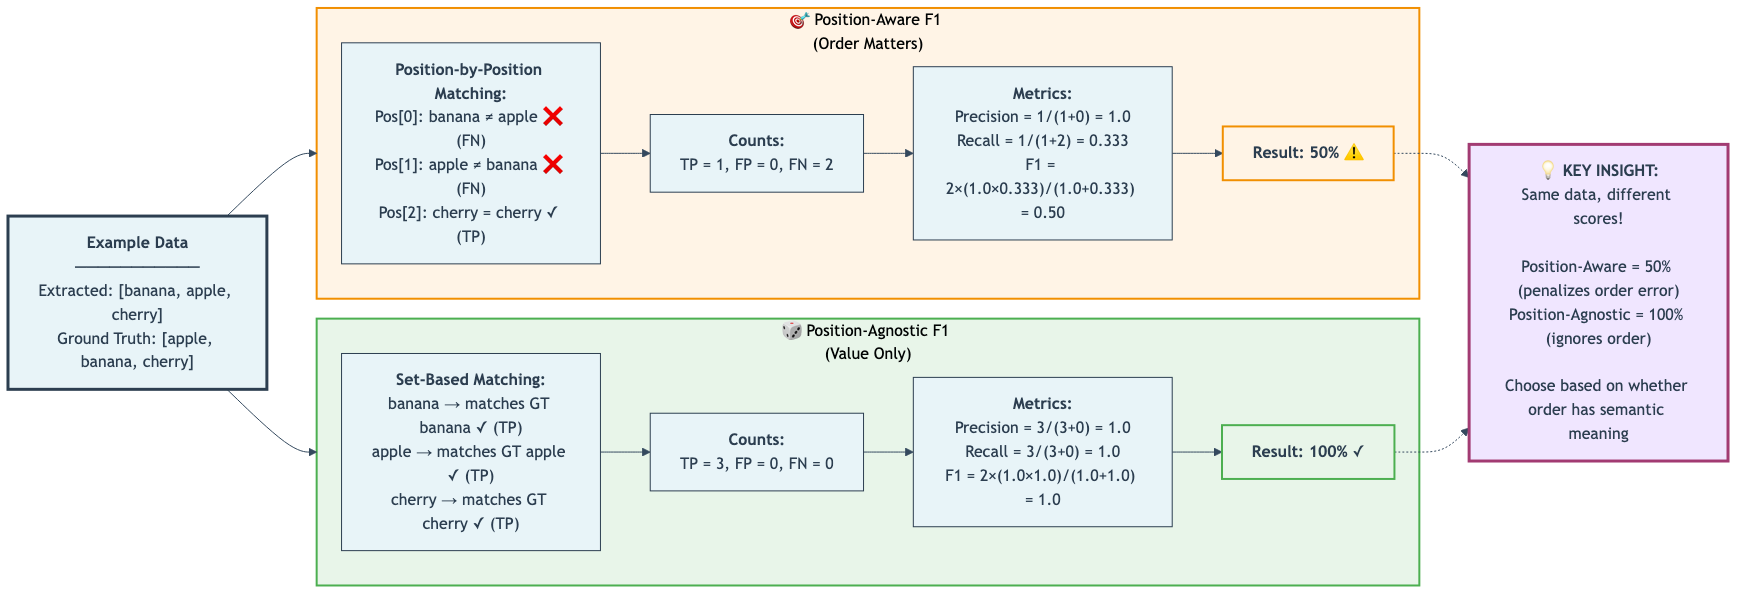 Example Data
────────────
Extracted: [banana, apple,
cherry]
Ground Truth: [apple,
banana, cherry]
🎯 Position-Aware F1
(Order Matters)
Position-by-Position
Matching:
Pos[0]: banana ≠ apple ❌
(FN)
Pos[1]: apple ≠ banana ❌
(FN)
Pos[2]: cherry = cherry ✓
(TP)
Counts:
TP = 1, FP = 0, FN = 2
Metrics:
Precision = 1/(1+0) = 1.0
Recall = 1/(1+2) = 0.333
F1 =
2×(1.0×0.333)/(1.0+0.333)
= 0.50
Result: 50% ⚠️
🎲 Position-Agnostic F1
(Value Only)
Set-Based Matching:
banana → matches GT
banana ✓ (TP)
apple → matches GT apple
✓ (TP)
cherry → matches GT
cherry ✓ (TP)
Counts:
TP = 3, FP = 0, FN = 0
Metrics:
Precision = 3/(3+0) = 1.0
Recall = 3/(3+0) = 1.0
F1 = 2×(1.0×1.0)/(1.0+1.0)
= 1.0
Result: 100% ✓
💡 KEY INSIGHT:
Same data, different
scores!
Position-Aware = 50%
(penalizes order error)
Position-Agnostic = 100%
(ignores order)
Choose based on whether
order has semantic
meaning